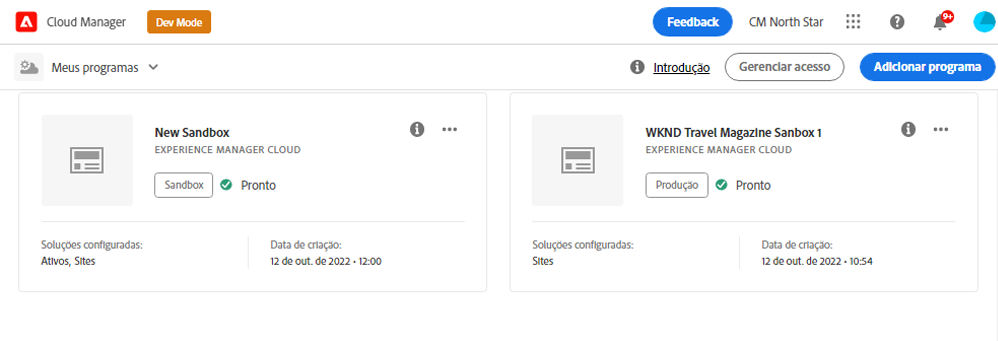 Cloud Manager Dev Mode Feedback CM North Star 9+
Meus programas Introdução Gerenciar acesso Adicionar programa
New Sandbox
EXPERIENCE MANAGER CLOUD
Sandbox Pronto
Soluções configuradas: Data de criação:
Ativos, Sites 12 de out. de 2022 • 12:00
WKND Travel Magazine Sanbox 1
EXPERIENCE MANAGER CLOUD
Produção Pronto
Soluções configuradas: Data de criação:
Sites 12 de out. de 2022 • 10:54